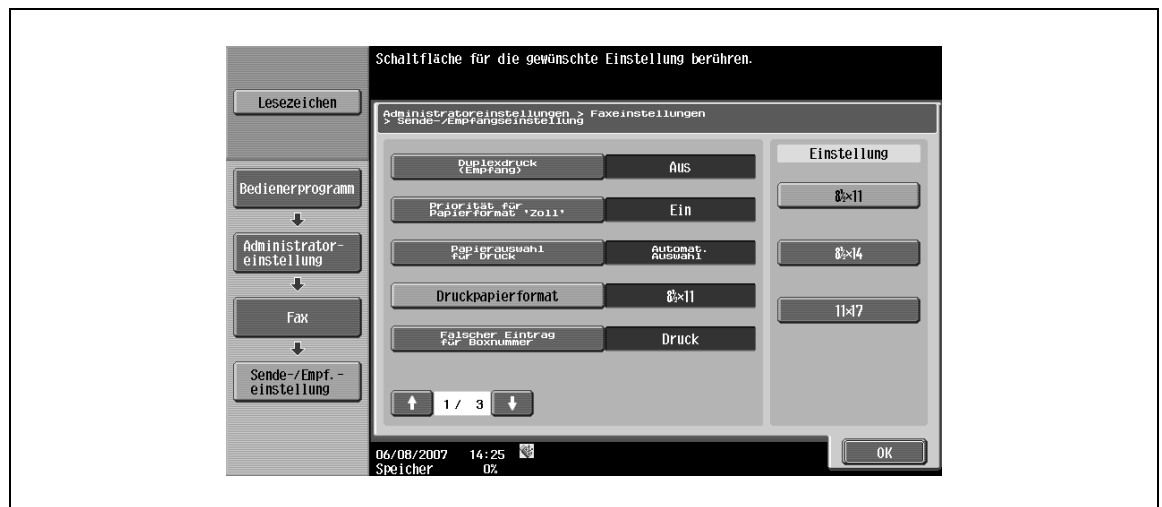 Schaltfläche für die gewünschte Einstellung berühren.
Lesezeichen
Administratoreinstellungen > Faxeinstellungen
> Sende-/Empfangseinstellung
Bedienerprogramm
Administrator-
einstellung
Fax
Sende-/Empf.-
einstellung
Duplexdruck
(Empfang)
Aus
Priorität für
Papierformat 'Zoll'
Ein
Papierauswahl
für Druck
Automat.
Auswahl
Druckpapierformat
8½×11
Falscher Eintrag
für Boxnummer
Druck
1 / 3
Einstellung
8½×11
8½×14
11×17
06/08/2007 14:25
Speicher 0%
OK